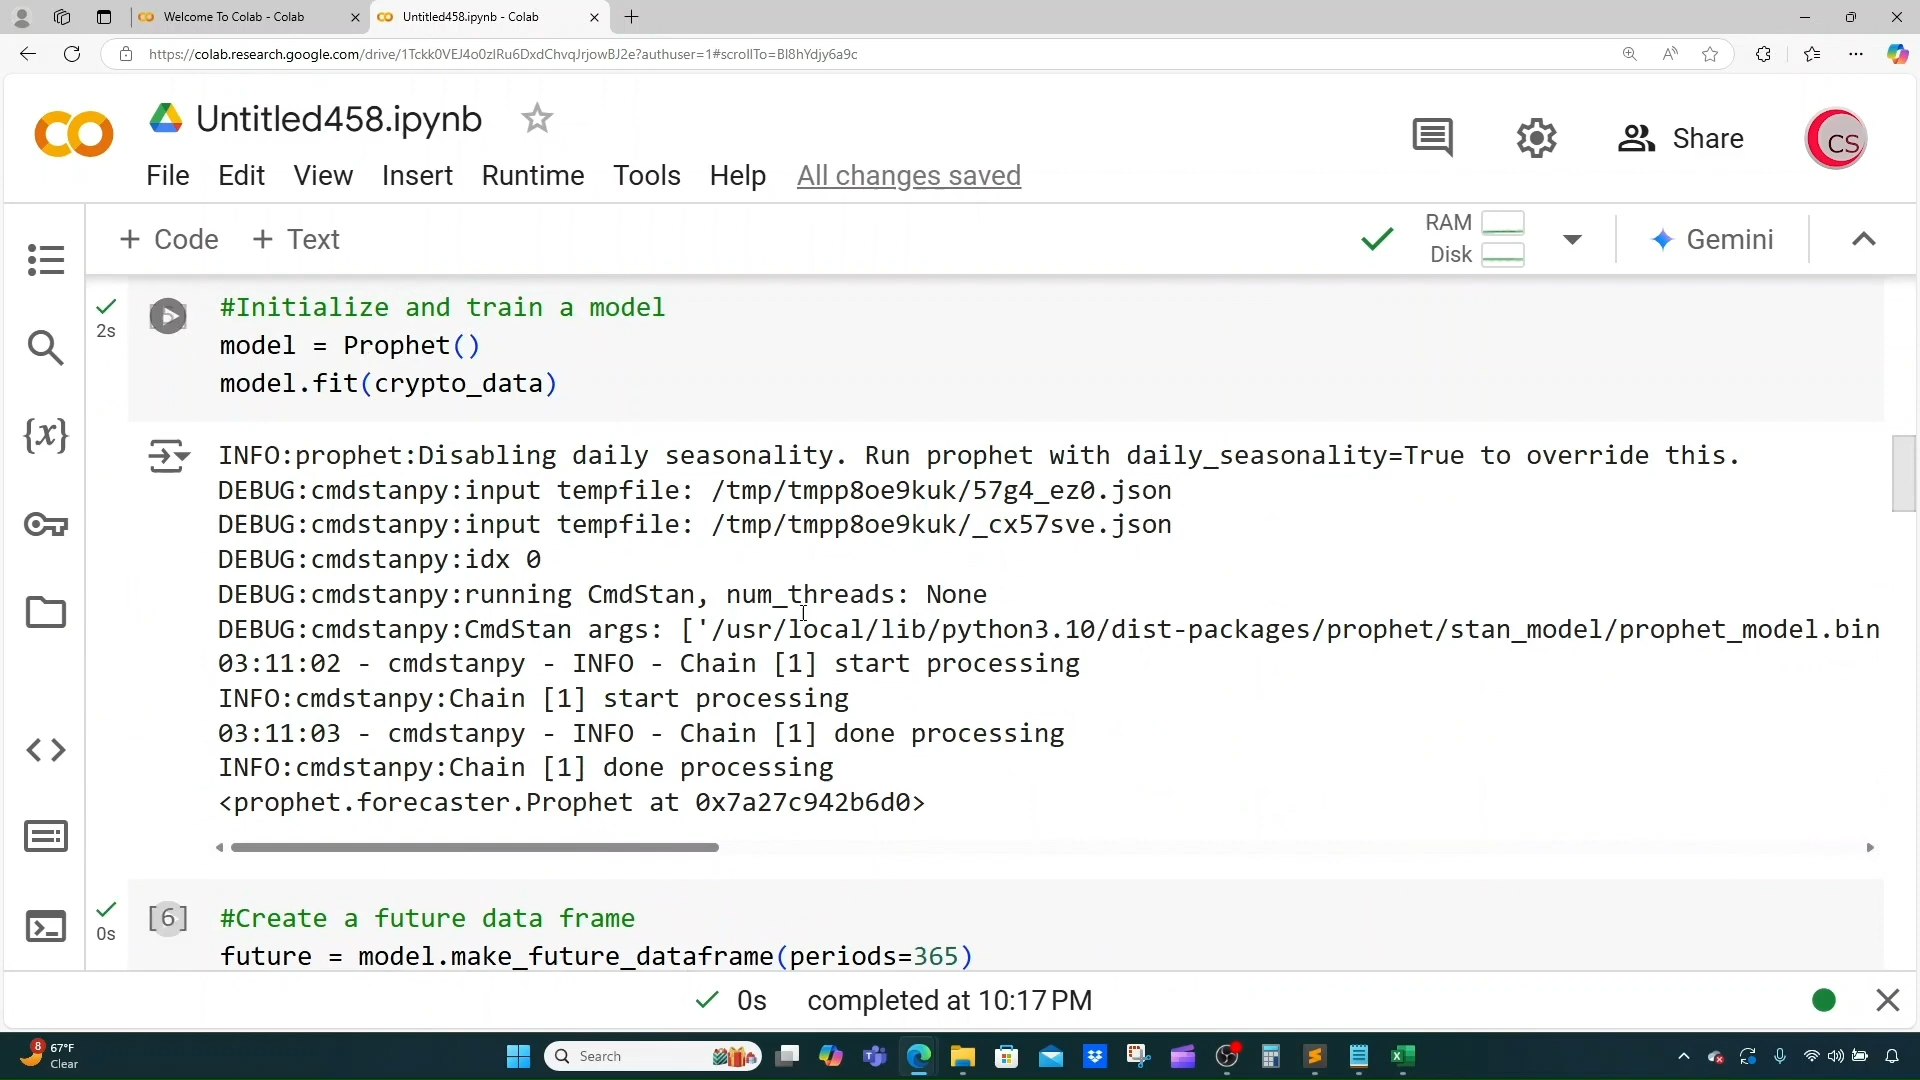 Welcome To Colab - Colab
Untitled458.ipynb - Colab
https://colab.research.google.com/drive/1Tckk0VEJ4o0zIRu6DxdChvqJrjowBJ2e?authuser=1#scrollTo=BI8hYdjy6a9c
Untitled458.ipynb
Share
CS
File Edit View Insert Runtime Tools Help All changes saved
+ Code + Text
RAM
Disk
Gemini
2s
#Initialize and train a model
model = Prophet()
model.fit(crypto_data)
{x}
INFO:prophet:Disabling daily seasonality. Run prophet with daily_seasonality=True to override this.
DEBUG:cmdstanpy:input tempfile: /tmp/tmpp8oe9kuk/57g4_ez0.json
DEBUG:cmdstanpy:input tempfile: /tmp/tmpp8oe9kuk/_cx57sve.json
DEBUG:cmdstanpy:idx 0
DEBUG:cmdstanpy:running CmdStan, num_threads: None
DEBUG:cmdstanpy:CmdStan args: ['/usr/local/lib/python3.10/dist-packages/prophet/stan_model/prophet_model.bin
03:11:02 - cmdstanpy - INFO - Chain [1] start processing
INFO:cmdstanpy:Chain [1] start processing
03:11:03 - cmdstanpy - INFO - Chain [1] done processing
INFO:cmdstanpy:Chain [1] done processing
<prophet.forecaster.Prophet at 0x7a27c942b6d0>
0s
[6]
#Create a future data frame
future = model.make_future_dataframe(periods=365)
0s completed at 10:17 PM
8
67°F
Clear
Search